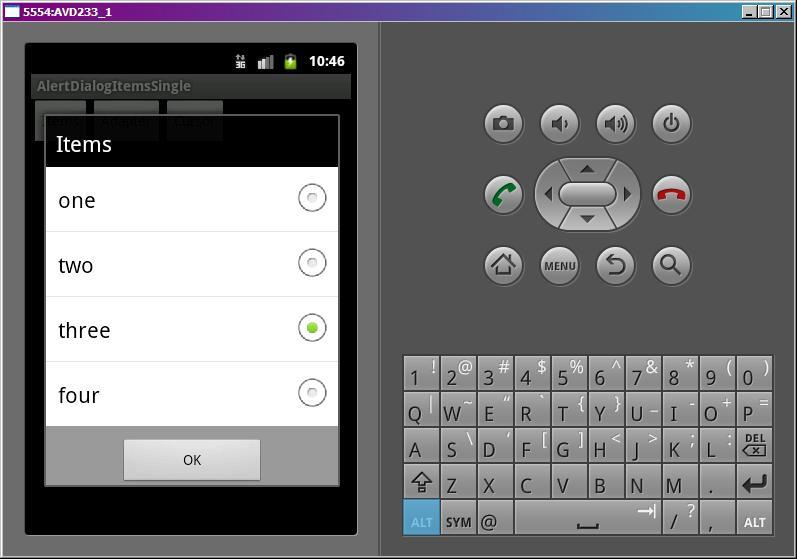 5554:AVD233_1
3G 10:46
AlertDialogItemsSingle
Items
one
two
three
four
OK
MENU
1 ! 2 @ 3 # 4 $ 5 % 6 ^ 7 & 8 * 9 ( 0 )
Q | W ~ E “ R ` T { Y } U _ I - O + P =
A S \ D ‘ F [ G ] H < J > K ; L : DEL
Z X C V B N M .
ALT SYM @ / ? , ALT